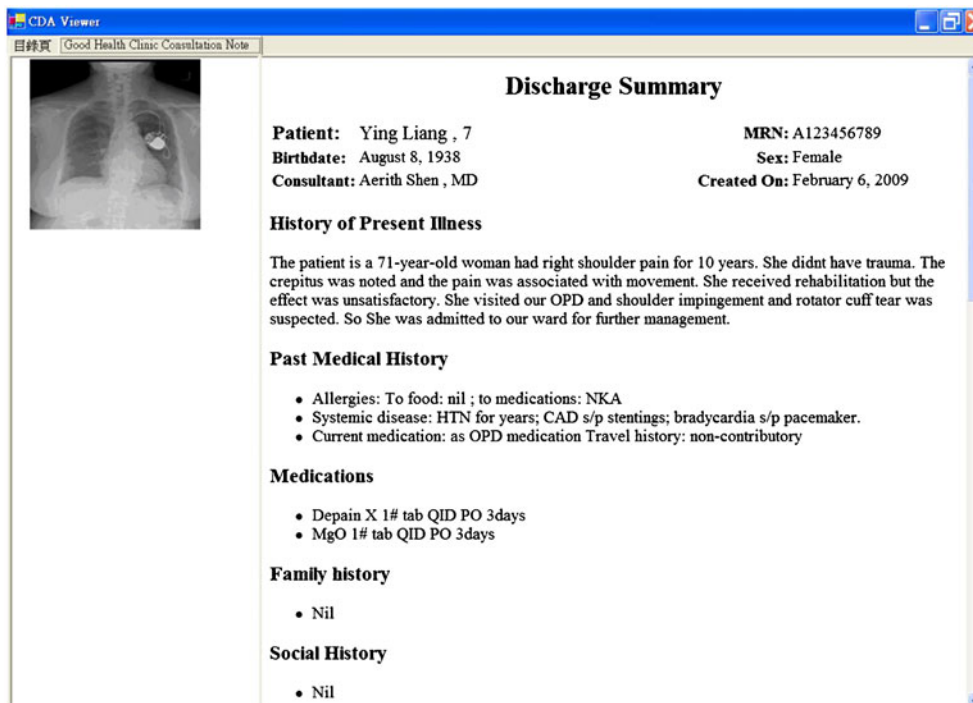 CDA Viewer
目錄頁 Good Health Clinic Consultation Note
Discharge Summary
Patient: Ying Liang , 7 MRN: A123456789
Birthdate: August 8, 1938 Sex: Female
Consultant: Aerith Shen , MD Created On: February 6, 2009
History of Present Illness
The patient is a 71-year-old woman had right shoulder pain for 10 years. She didnt have trauma. The
crepitus was noted and the pain was associated with movement. She received rehabilitation but the
effect was unsatisfactory. She visited our OPD and shoulder impingement and rotator cuff tear was
suspected. So She was admitted to our ward for further management.
Past Medical History
• Allergies: To food: nil ; to medications: NKA
• Systemic disease: HTN for years; CAD s/p stentings; bradycardia s/p pacemaker.
• Current medication: as OPD medication Travel history: non-contributory
Medications
• Depain X 1# tab QID PO 3days
• MgO 1# tab QID PO 3days
Family history
• Nil
Social History
• Nil